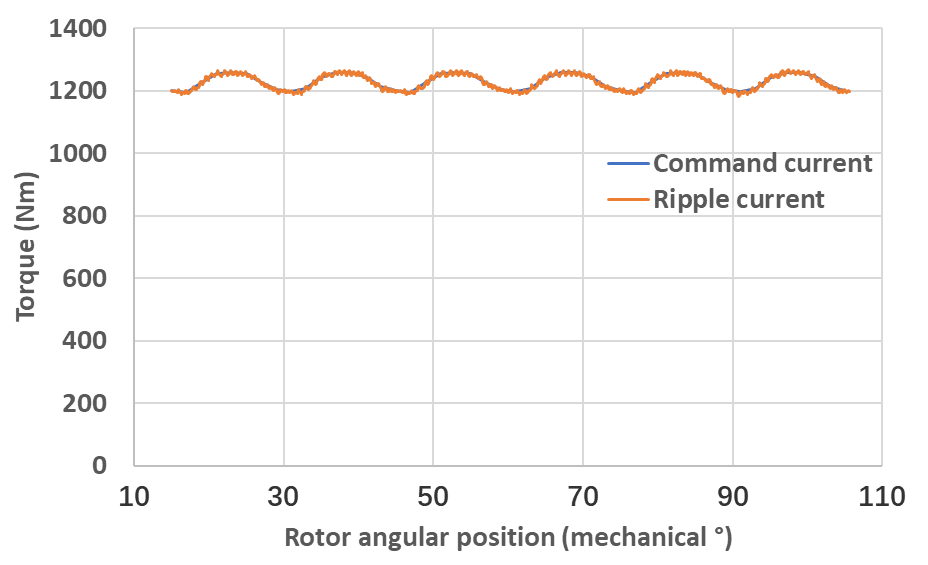 1400
1200
1000
800
600
400
200
0
Torque (Nm)
Command current
Ripple current
10 30 50 70 90 110
Rotor angular position (mechanical °)